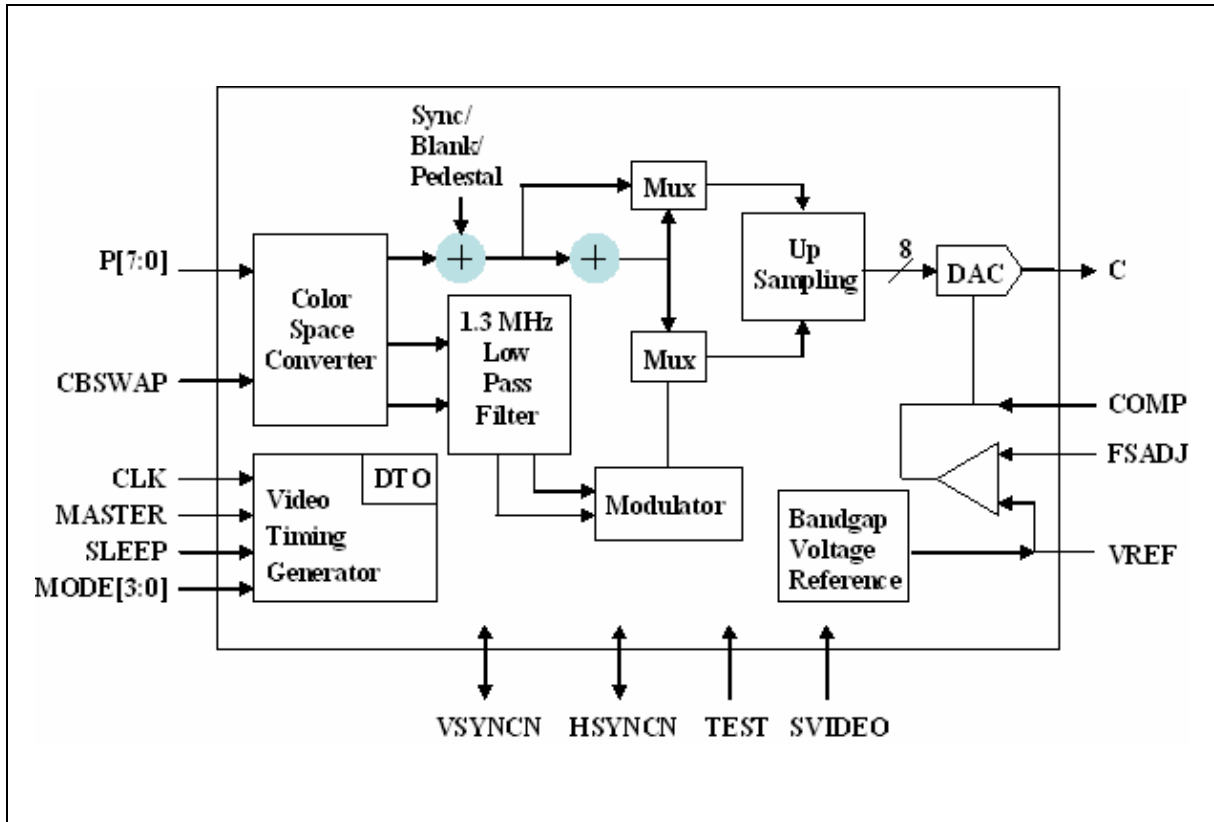 Sync/
Blank/
Pedestal
Mux
P[7:0]
+
+
Up
Sampling
8
DAC
C
Color
Space
Converter
1.3 MHz
Low
Pass
Filter
Mux
CBSWAP
COMP
FSADJ
CLK
MASTER
SLEEP
MODE[3:0]
DTO
Video
Timing
Generator
Modulator
Bandgap
Voltage
Reference
VREF
VSYNCN
HSYNCN
TEST
SVIDEO